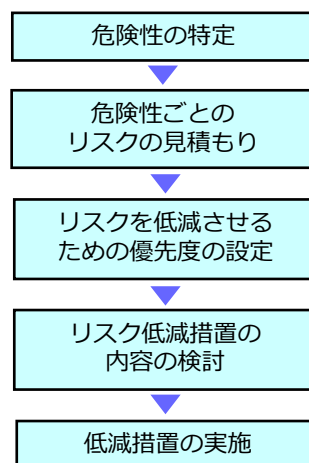 危険性の特定
危険性ごとの
リスクの見積もり
リスクを低減させる
ための優先度の設定
リスク低減措置の
内容の検討
低減措置の実施